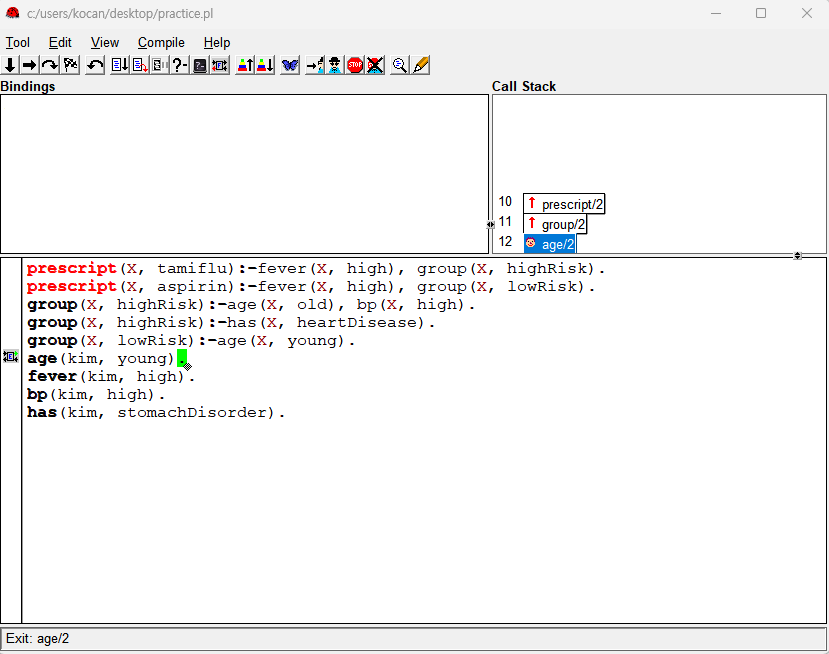 c:/users/kocan/desktop/practice.pl
Tool Edit View Compile Help
Bindings
Call Stack
10 prescript/2
11 group/2
12 age/2
prescript(X, tamiflu):-fever(X, high), group(X, highRisk).
prescript(X, aspirin):-fever(X, high), group(X, lowRisk).
group(X, highRisk):-age(X, old), bp(X, high).
group(X, highRisk):-has(X, heartDisease).
group(X, lowRisk):-age(X, young).
age(kim, young).
fever(kim, high).
bp(kim, high).
has(kim, stomachDisorder).
Exit: age/2